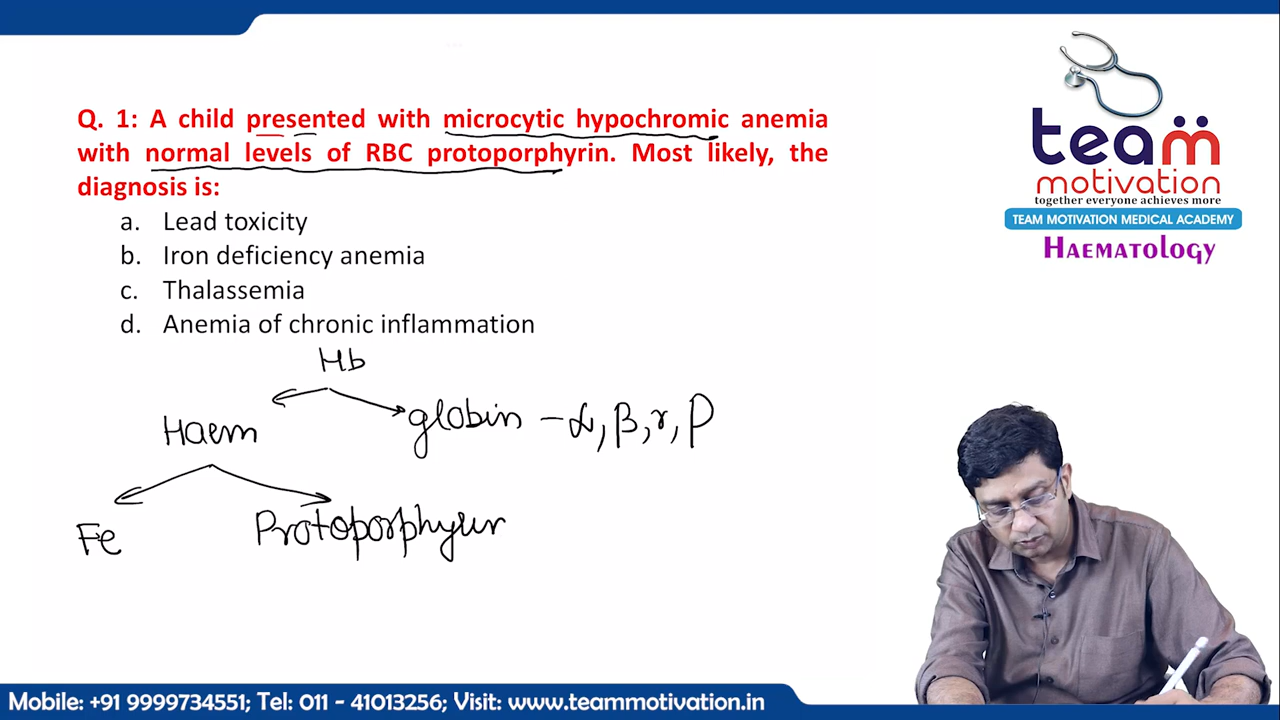 Q. 1: A child presented with microcytic hypochromic anemia
with normal levels of RBC protoporphyrin. Most likely, the
diagnosis is:
a. Lead toxicity
b. Iron deficiency anemia
c. Thalassemia
d. Anemia of chronic inflammation
Hb
Haem
globin – α, β, γ, ρ
Fe
Protoporphyrin
team
motivation
together everyone achieves more
TEAM MOTIVATION MEDICAL ACADEMY
Haematology
Mobile: +91 9999734551; Tel: 011 - 41013256; Visit: www.teammotivation.in